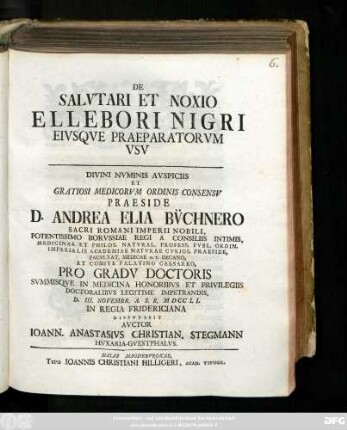 6.
DE
SALVTARI ET NOXIO
ELLEBORI NIGRI
EIVSQVE PRAEPARATORVM
VSV
DIVINI NVMINIS AVSPICIIS
ET
GRATIOSI MEDICORVM ORDINIS CONSENSV
PRAESIDE
D. ANDREA ELIA BÜCHNERO
SACRI ROMANI IMPERII NOBILI,
POTENTISSIMO BORVSSIAE REGI A CONSILIIS INTIMIS,
MEDICINAE ET PHILOS. NATVRAL. PROFESS. PVBL. ORDIN.
IMPERIALIS ACADEMIAE NATVRAE CVRIOS. PRAESIDE,
FACVLTAT. MEDICAE H. T. DECANO,
ET COMITE PALATINO CAESAREO,
PRO GRADV DOCTORIS
SVMMISQVE IN MEDICINA HONORIBVS ET PRIVILEGIIS
DOCTORALIBVS LEGITIME IMPETRANDIS,
D. III NOVEMBR. A. S. R. MDCCLI.
IN REGIA FRIDERICIANA
DISPVTABIT
AVCTOR
IOANN. ANASTASIVS CHRISTIAN. STEGMANN
HVXARIA-GVESTPHALVS.
HALAE MAGDEBVRGICAE,
TYPIS IOANNIS CHRISTIANI HILLIGERI, ACAD. TYPOGR.
DFG